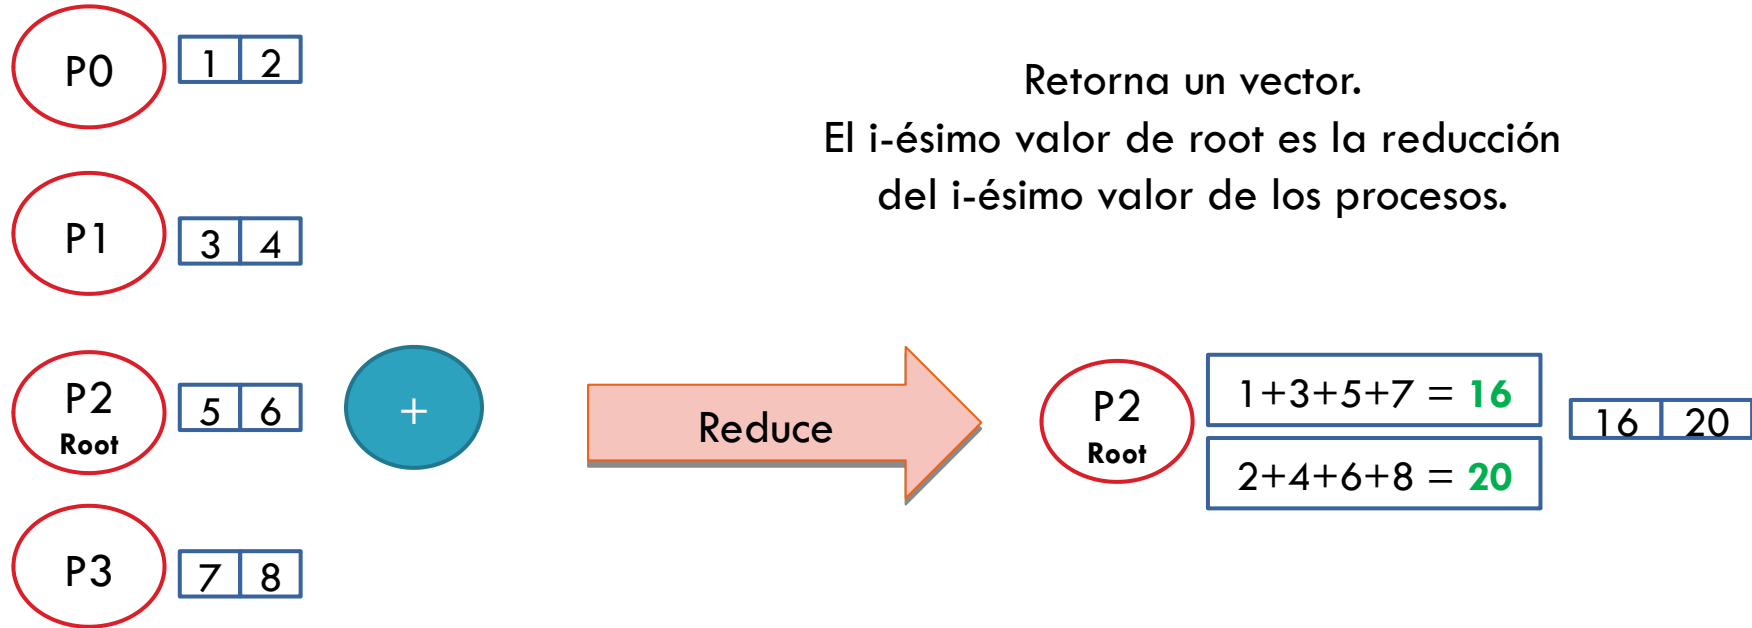 P0
1 2
Retorna un vector.
El i-ésimo valor de root es la reducción
del i-ésimo valor de los procesos.
P1
3 4
P2
Root
5 6
+
Reduce
P2
Root
1+3+5+7 = 16
2+4+6+8 = 20
16 20
P3
7 8